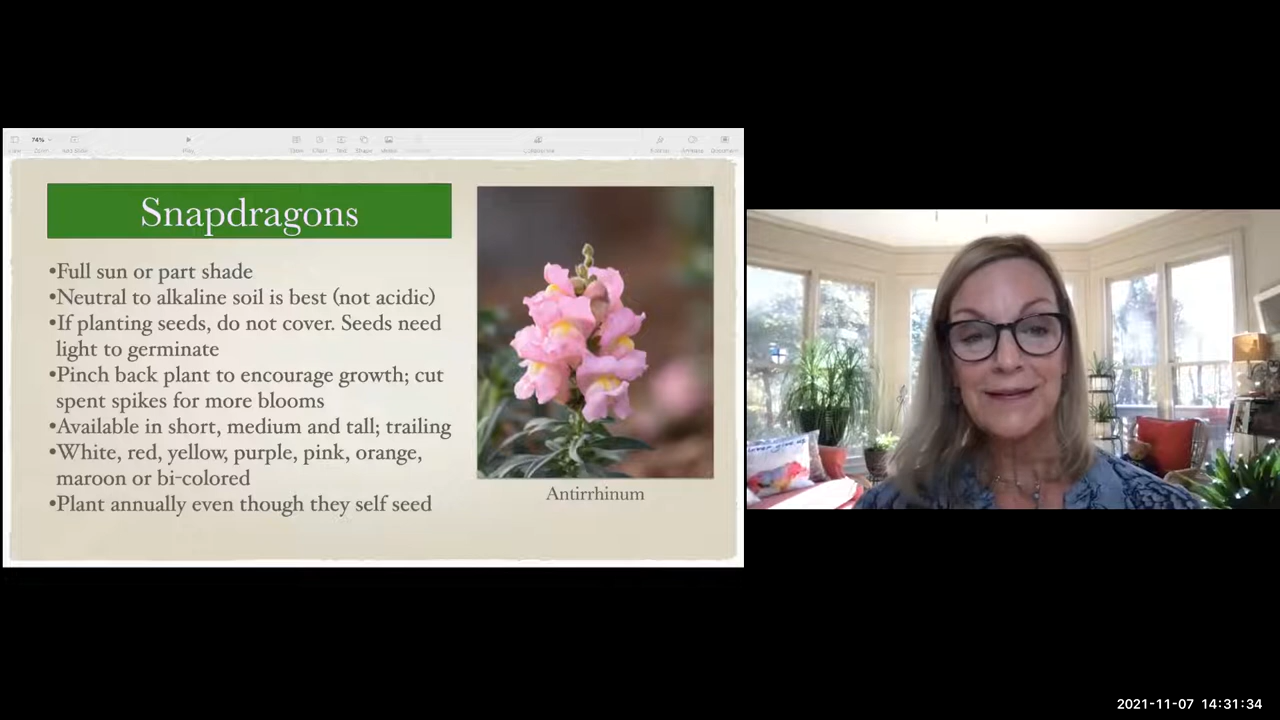 74%
Snapdragons
•Full sun or part shade
•Neutral to alkaline soil is best (not acidic)
•If planting seeds, do not cover. Seeds need
light to germinate
•Pinch back plant to encourage growth; cut
spent spikes for more blooms
•Available in short, medium and tall; trailing
•White, red, yellow, purple, pink, orange,
maroon or bi-colored
•Plant annually even though they self seed
Antirrhinum
2021-11-07 14:31:34